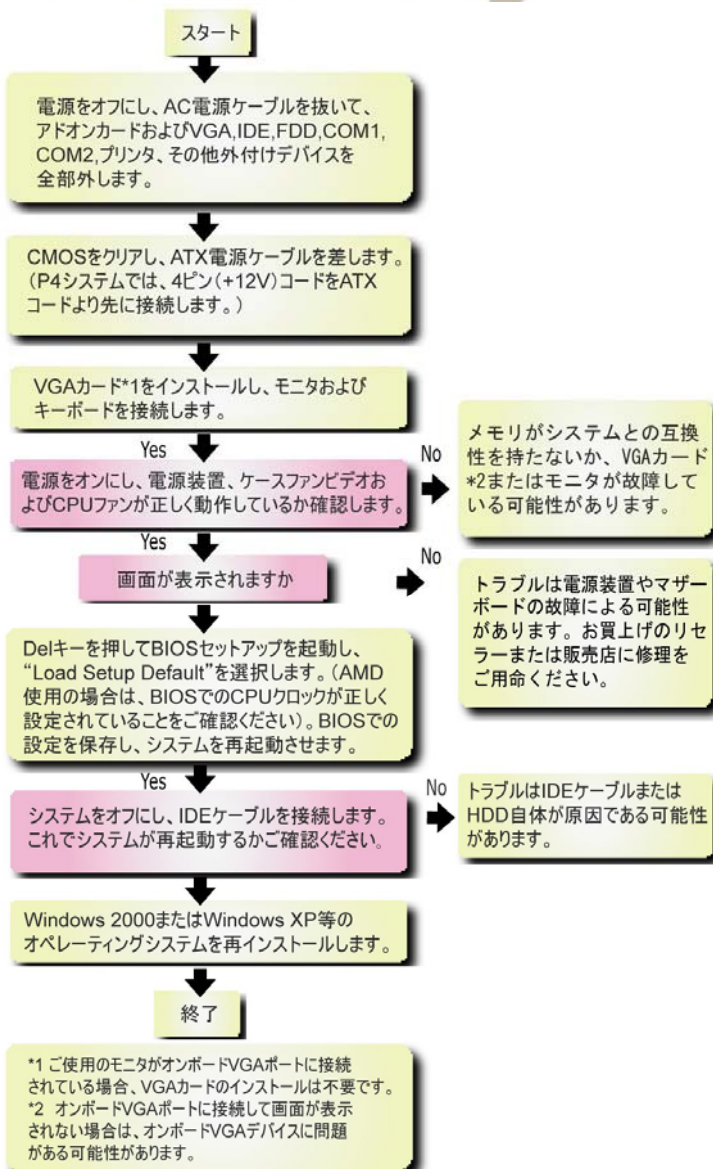 スタート
電源をオフにし、AC電源ケーブルを抜いて、
アドオンカードおよびVGA,IDE,FDD,COM1,
COM2,プリンタ、その他外付けデバイスを
全部外します。
CMOSをクリアし、ATX電源ケーブルを差します。
(P4システムでは、4ピン(+12V)コードをATX
コードより先に接続します。)
VGAカード*1をインストールし、モニタおよび
キーボードを接続します。
Yes
No
電源をオンにし、電源装置、ケースファンビデオお
よびCPUファンが正しく動作しているか確認します。
メモリがシステムとの互換
性を持たないか、VGAカード
*2またはモニタが故障して
いる可能性があります。
Yes
No
画面が表示されますか
トラブルは電源装置やマザー
ボードの故障による可能性
があります。お買上げのリセ
ラーまたは販売店に修理を
ご用命ください。
Delキーを押してBIOSセットアップを起動し、
“Load Setup Default”を選択します。(AMD
使用の場合は、BIOSでのCPUクロックが正しく
設定されていることをご確認ください)。BIOSでの
設定を保存し、システムを再起動させます。
Yes
No
システムをオフにし、IDEケーブルを接続します。
これでシステムが再起動するかご確認ください。
トラブルはIDEケーブルまたは
HDD自体が原因である可能性
があります。
Windows 2000またはWindows XP等の
オペレーティングシステムを再インストールします。
終了
*1 ご使用のモニタがオンボードVGAポートに接続
されている場合、VGAカードのインストールは不要です。
*2 オンボードVGAポートに接続して画面が表示
されない場合は、オンボードVGAデバイスに問題
がある可能性があります。